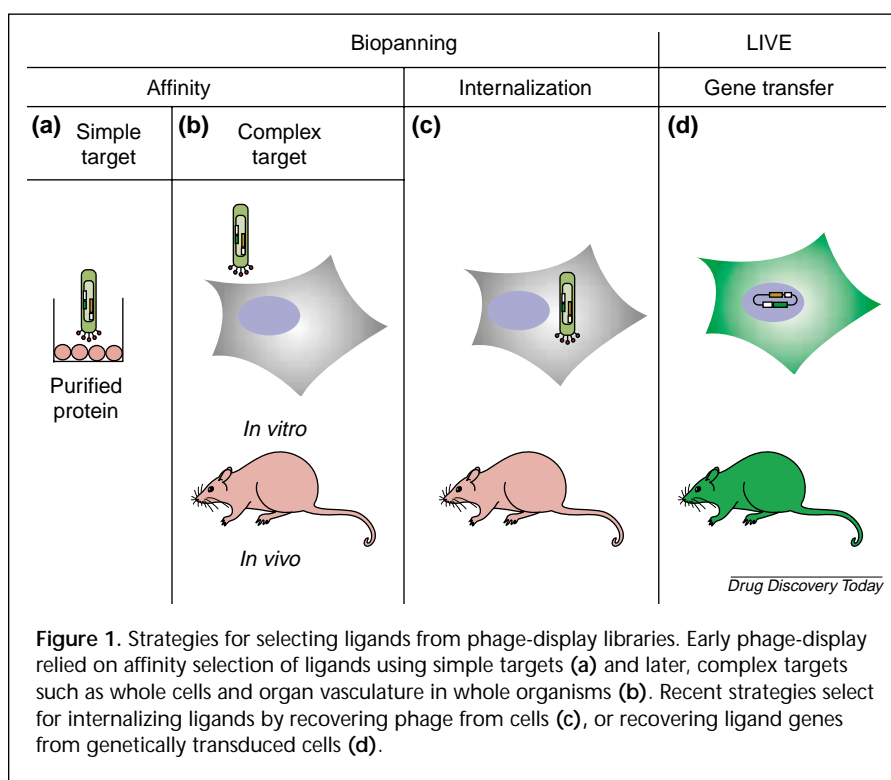 Biopanning
LIVE
Affinity
Internalization
Gene transfer
(a) Simple
target
(b) Complex
target
(c)
(d)
Purified
protein
In vitro
In vivo
Drug Discovery Today
Figure 1. Strategies for selecting ligands from phage-display libraries. Early phage-display
relied on affinity selection of ligands using simple targets (a) and later, complex targets
such as whole cells and organ vasculature in whole organisms (b). Recent strategies select
for internalizing ligands by recovering phage from cells (c), or recovering ligand genes
from genetically transduced cells (d).